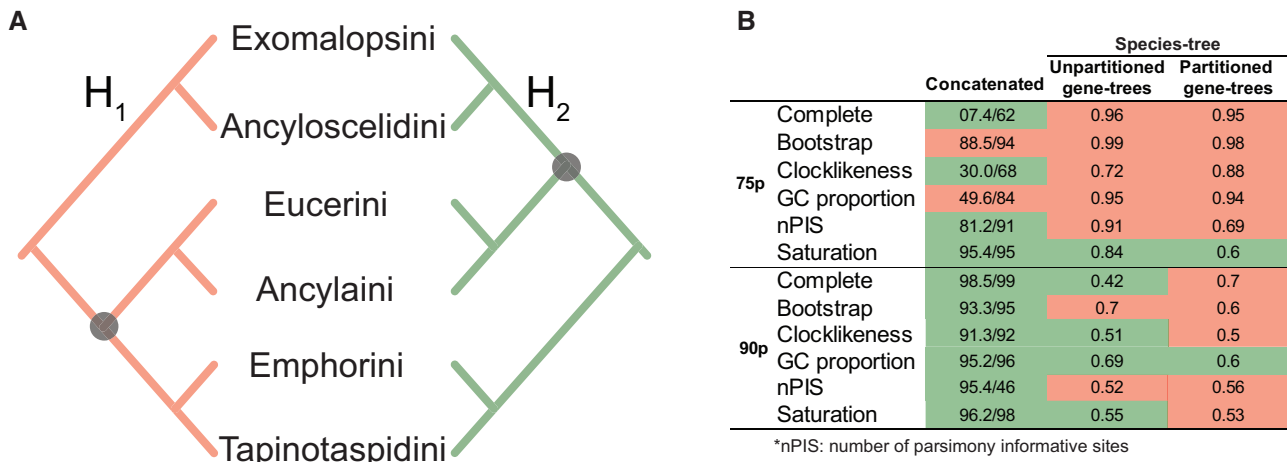 A
H1
H2
Exomalopsini
Ancyloscelidini
Eucerini
Ancylaini
Emphorini
Tapinotaspidini
B
Species-tree
Concatenated Unpartitioned gene-trees Partitioned gene-trees
75p
Complete 07.4/62 0.96 0.95
Bootstrap 88.5/94 0.99 0.98
Clocklikeness 30.0/68 0.72 0.88
GC proportion 49.6/84 0.95 0.94
nPIS 81.2/91 0.91 0.69
Saturation 95.4/95 0.84 0.6
90p
Complete 98.5/99 0.42 0.7
Bootstrap 93.3/95 0.7 0.6
Clocklikeness 91.3/92 0.51 0.5
GC proportion 95.2/96 0.69 0.6
nPIS 95.4/46 0.52 0.56
Saturation 96.2/98 0.55 0.53
*nPIS: number of parsimony informative sites